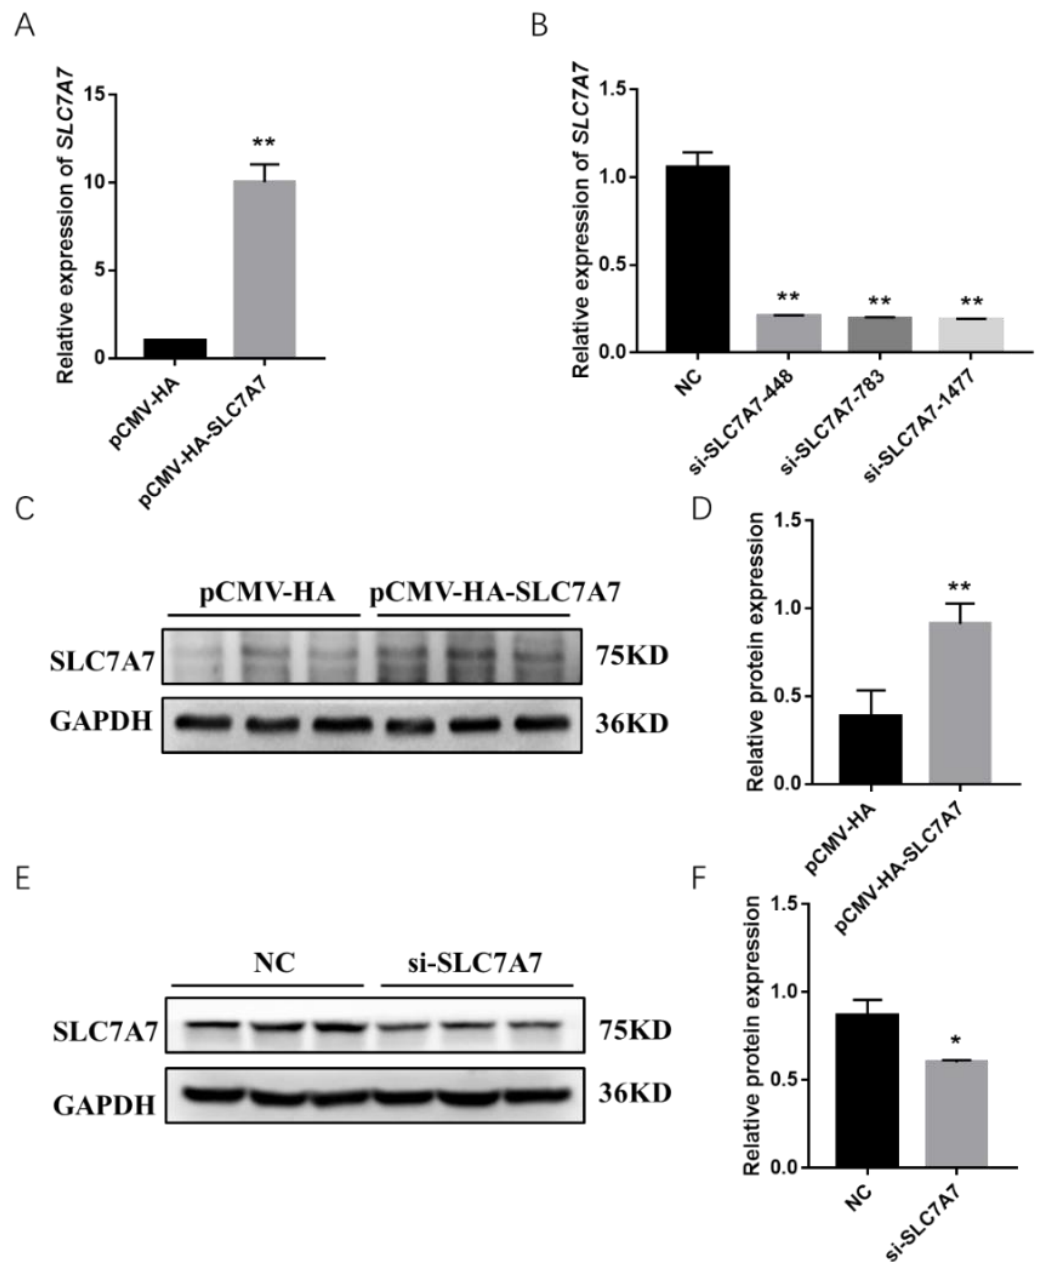 A
Relative expression of SLC7A7
15
10
5
0
**
pCMV-HA
pCMV-HA-SLC7A7
B
Relative expression of SLC7A7
1.5
1.0
0.5
0.0
**
**
**
NC
si-SLC7A7-448
si-SLC7A7-783
si-SLC7A7-1477
C
pCMV-HA pCMV-HA-SLC7A7
SLC7A7 75KD
GAPDH 36KD
D
Relative protein expression
1.5
1.0
0.5
0.0
**
pCMV-HA
pCMV-HA-SLC7A7
E
NC si-SLC7A7
SLC7A7 75KD
GAPDH 36KD
F
Relative protein expression
1.5
1.0
0.5
0.0
*
NC
si-SLC7A7